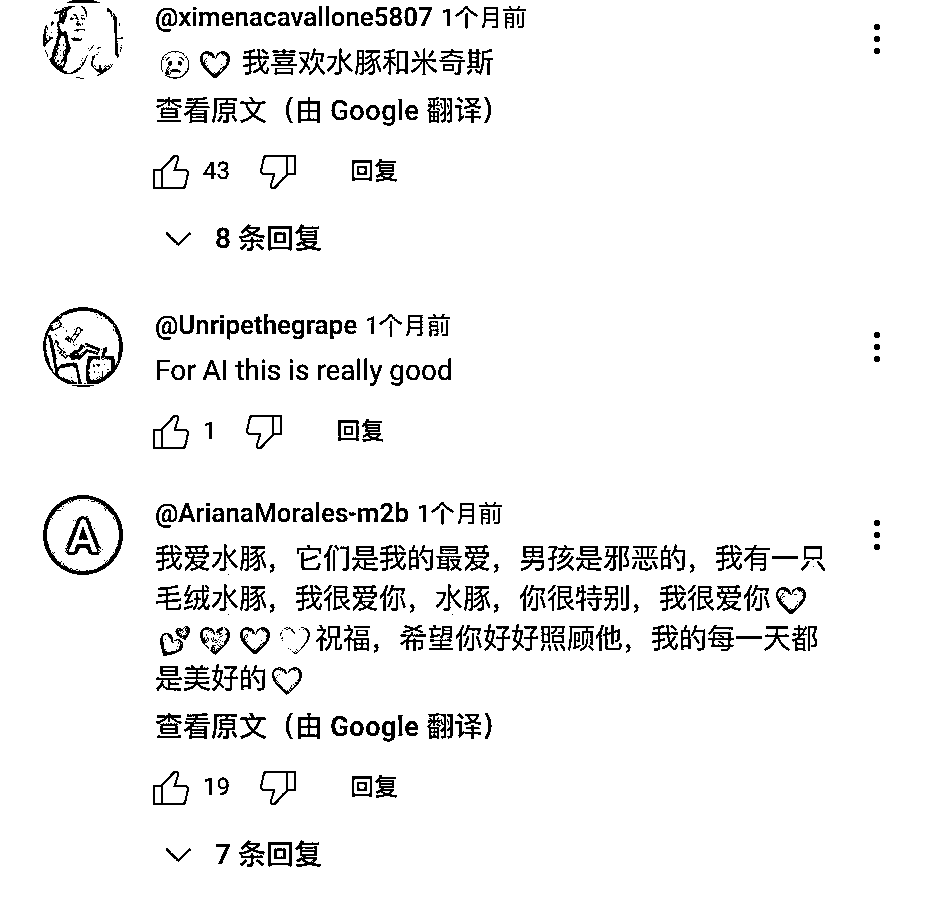 @ximenacavallone5807 1个月前
😢🤍 我喜欢水豚和米奇斯
查看原文（由 Google 翻译）
43 回复
8 条回复
@Unripethegrape 1个月前
For AI this is really good
1 回复
A
@ArianaMorales-m2b 1个月前
我爱水豚，它们是我的最爱，男孩是邪恶的，我有一只
毛绒水豚，我很爱你，水豚，你很特别，我很爱你
祝福，希望你好好照顾他，我的每一天都
是美好的
查看原文（由 Google 翻译）
19 回复
7 条回复